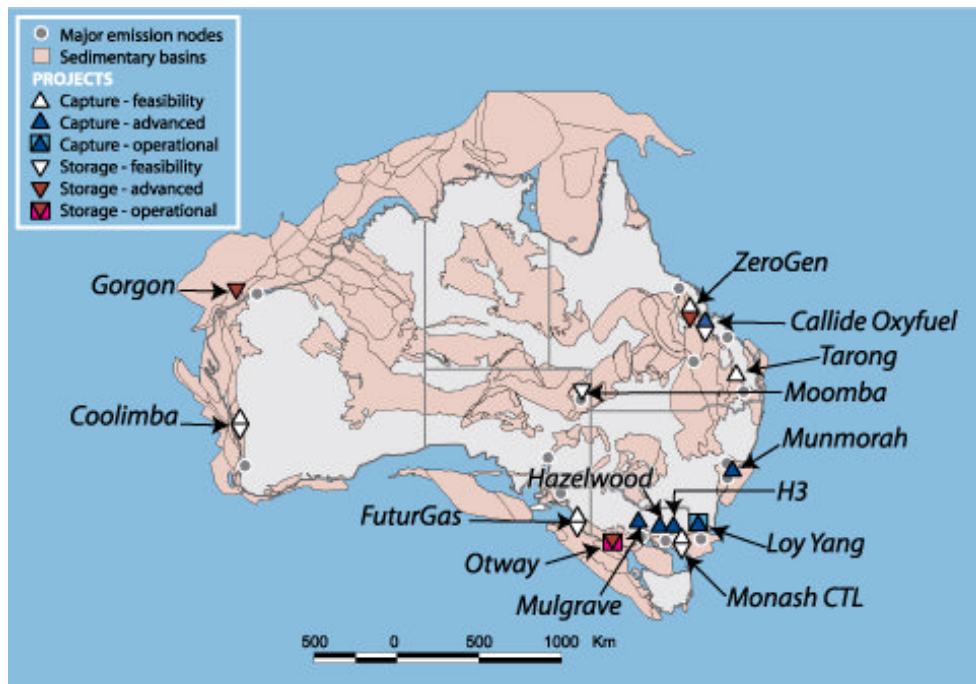 Major emission nodes
Sedimentary basins
PROJECTS
Capture - feasibility
Capture - advanced
Capture - operational
Storage - feasibility
Storage - advanced
Storage - operational
ZeroGen
Gorgon
Callide Oxyfuel
Tarong
Moomba
Coolimba
Munmorah
Hazelwood
H3
FuturGas
Loy Yang
Otway
Mulgrave
Monash CTL
500 0 500 1000 Km